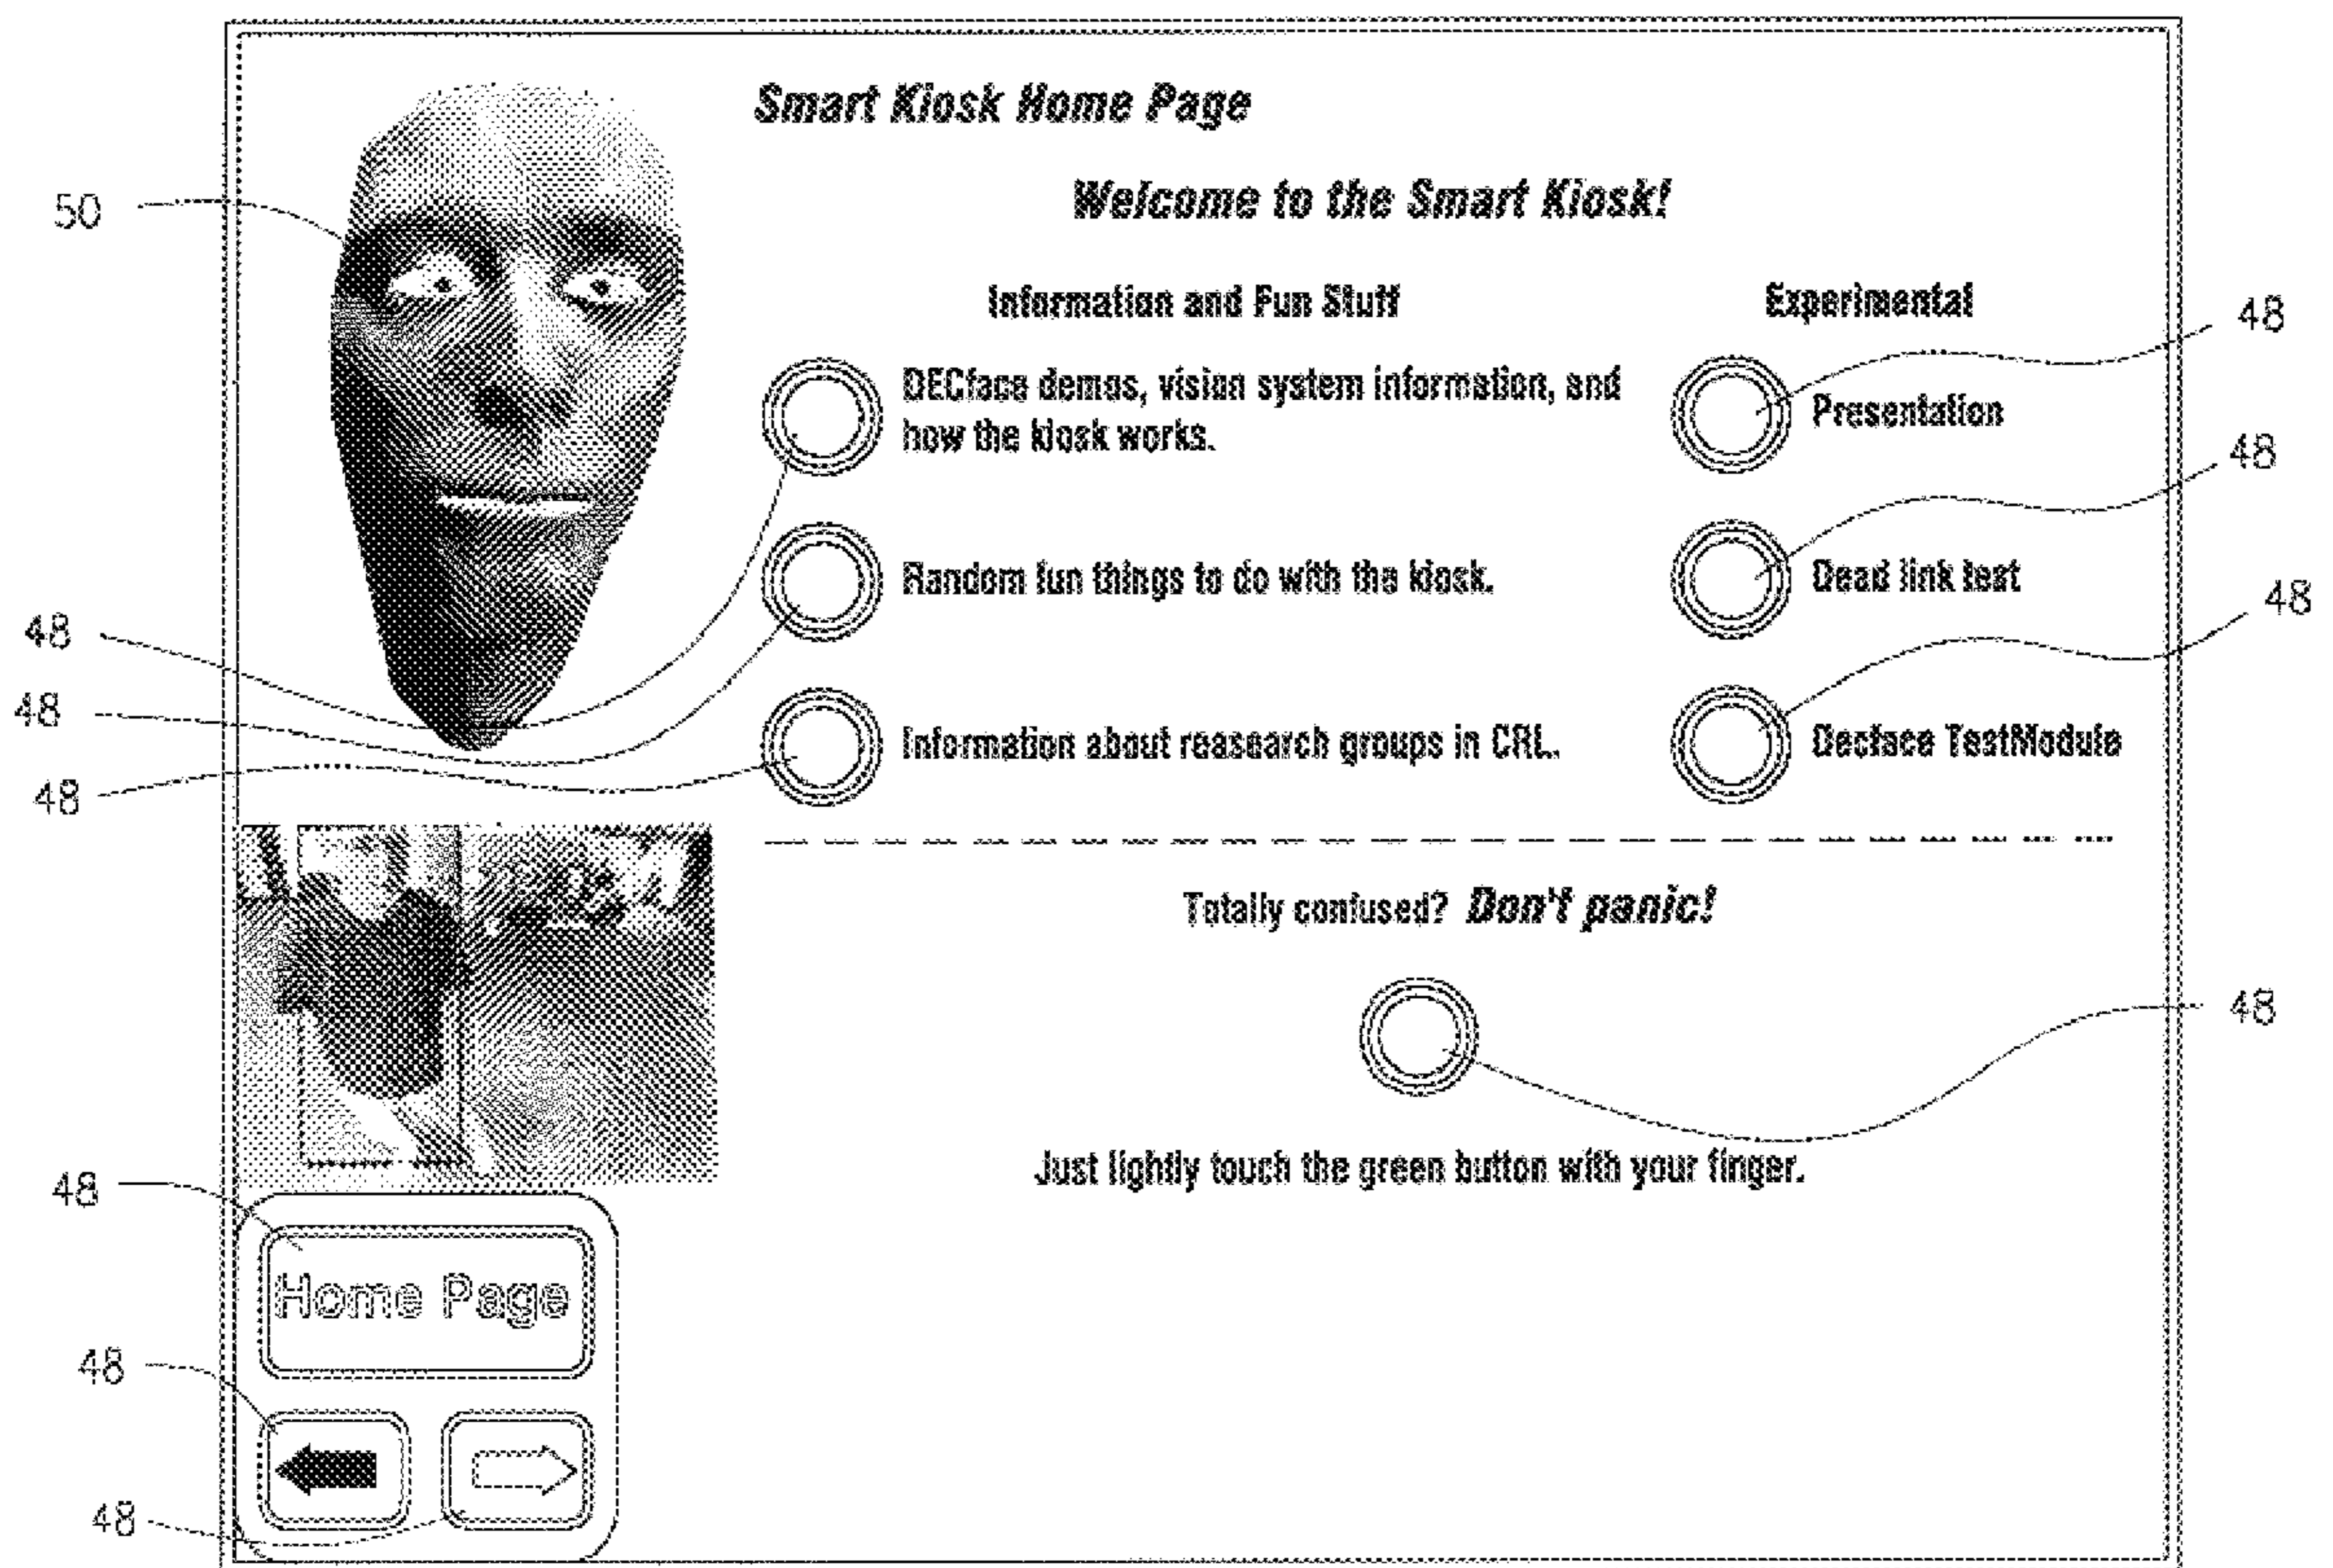 Smart Kiosk Home Page
Welcome to the Smart Kiosk!
50
Information and Fun Stuff
Experimental
48
DECface demos, vision system information, and
how the kiosk works.
Presentation
48
Random fun things to do with the kiosk.
Dead link test
48
48
48
48
Information about reasearch groups in CRL.
Decface TestModule
Totally confused? Don't panic!
48
Just lightly touch the green button with your finger.
48
Home Page
48
48